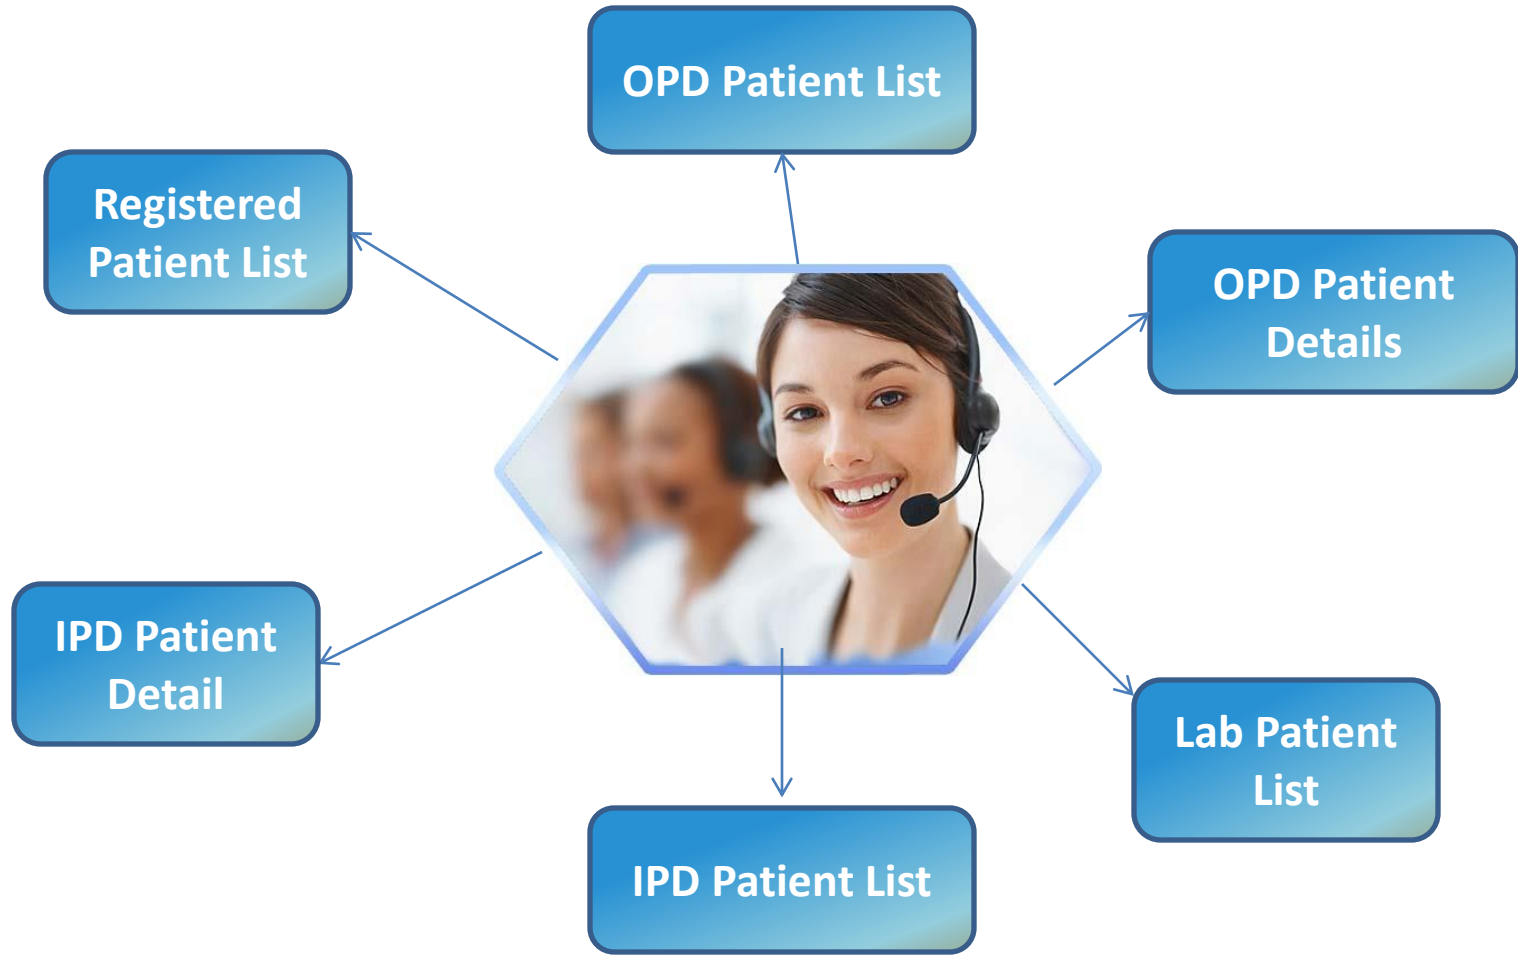 OPD Patient List
Registered
Patient List
OPD Patient
Details
IPD Patient
Detail
Lab Patient
List
IPD Patient List